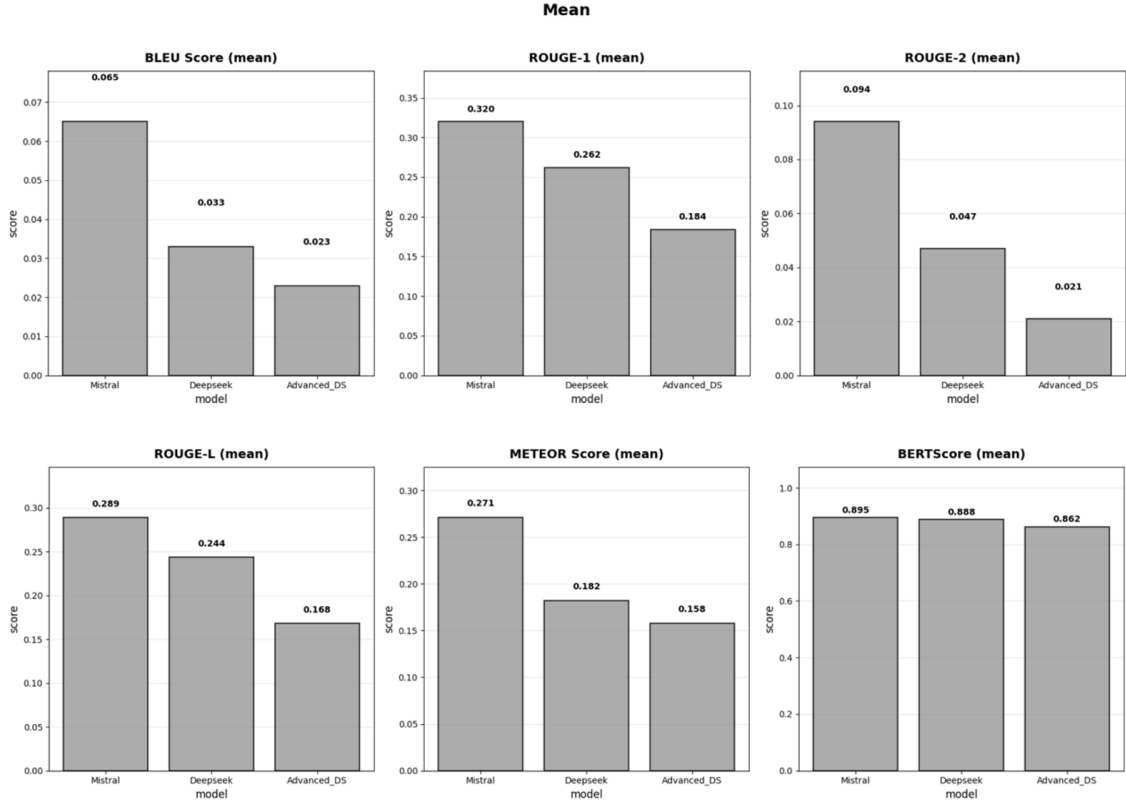 Mean
BLEU Score (mean)
0.065
0.033
0.023
0.07
0.06
0.05
0.04
0.03
0.02
0.01
0.00
score
Mistral Deepseek Advanced_DS
model
ROUGE-1 (mean)
0.320
0.262
0.184
0.35
0.30
0.25
0.20
0.15
0.10
0.05
0.00
score
Mistral Deepseek Advanced_DS
model
ROUGE-2 (mean)
0.094
0.047
0.021
0.10
0.08
0.06
0.04
0.02
0.00
score
Mistral Deepseek Advanced_DS
model
ROUGE-L (mean)
0.289
0.244
0.168
0.30
0.25
0.20
0.15
0.10
0.05
0.00
score
Mistral Deepseek Advanced_DS
model
METEOR Score (mean)
0.271
0.182
0.158
0.30
0.25
0.20
0.15
0.10
0.05
0.00
score
Mistral Deepseek Advanced_DS
model
BERTScore (mean)
0.895
0.888
0.862
1.0
0.8
0.6
0.4
0.2
0.0
score
Mistral Deepseek Advanced_DS
model